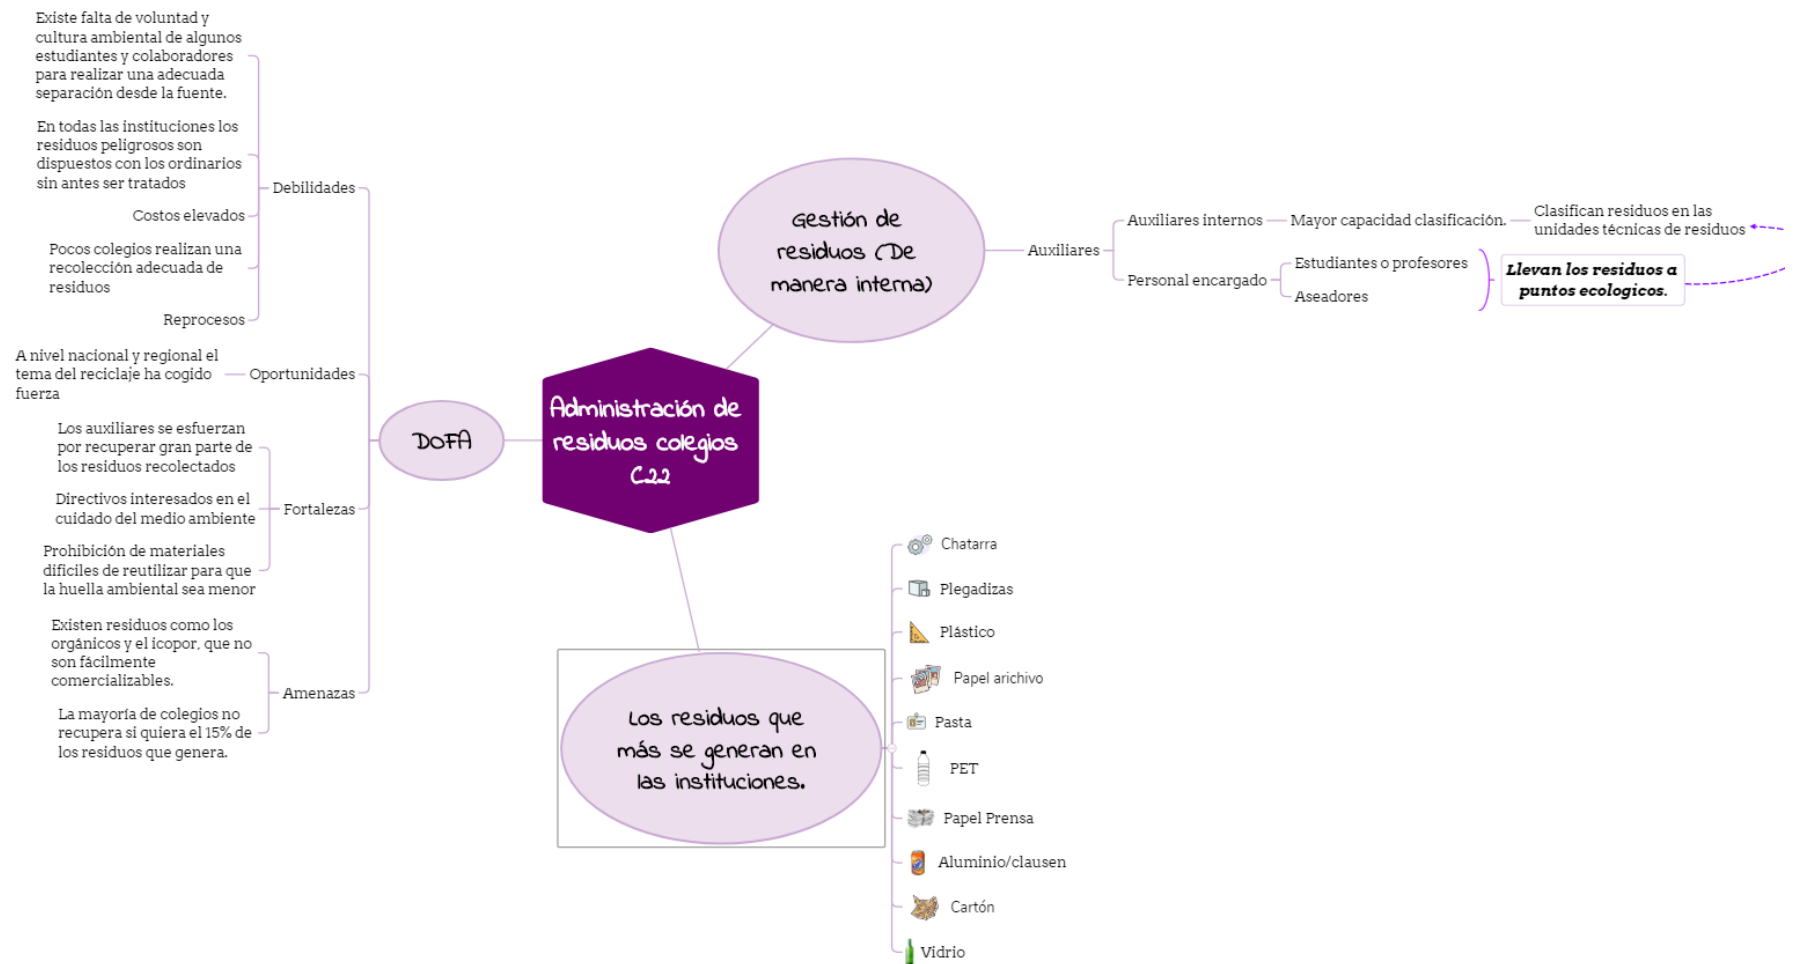 Existe falta de voluntad y
cultura ambiental de algunos
estudiantes y colaboradores
para realizar una adecuada
separación desde la fuente.
En todas las instituciones los
residuos peligrosos son
dispuestos con los ordinarios
sin antes ser tratados
Costos elevados
Pocos colegios realizan una
recolección adecuada de
residuos
Reprocesos
Debilidades
A nivel nacional y regional el
tema del reciclaje ha cogido
fuerza
Oportunidades
Los auxiliares se esfuerzan
por recuperar gran parte de
los residuos recolectados
Directivos interesados en el
cuidado del medio ambiente
Prohibición de materiales
dificiles de reutilizar para que
la huella ambiental sea menor
Fortalezas
Existen residuos como los
orgánicos y el icopor, que no
son fácilmente
comercializables.
La mayoría de colegios no
recupera si quiera el 15% de
los residuos que genera.
Amenazas
DOFA
Administración de
residuos colegios
C22
Gestión de
residuos (De
manera interna)
Auxiliares
Auxiliares internos
Mayor capacidad clasificación.
Clasifican residuos en las
unidades técnicas de residuos
Personal encargado
Estudiantes o profesores
Aseadores
Llevan los residuos a
puntos ecologicos.
Los residuos que
más se generan en
las instituciones.
Chatarra
Plegadizas
Plástico
Papel arichivo
Pasta
PET
Papel Prensa
Aluminio/clausen
Cartón
Vidrio